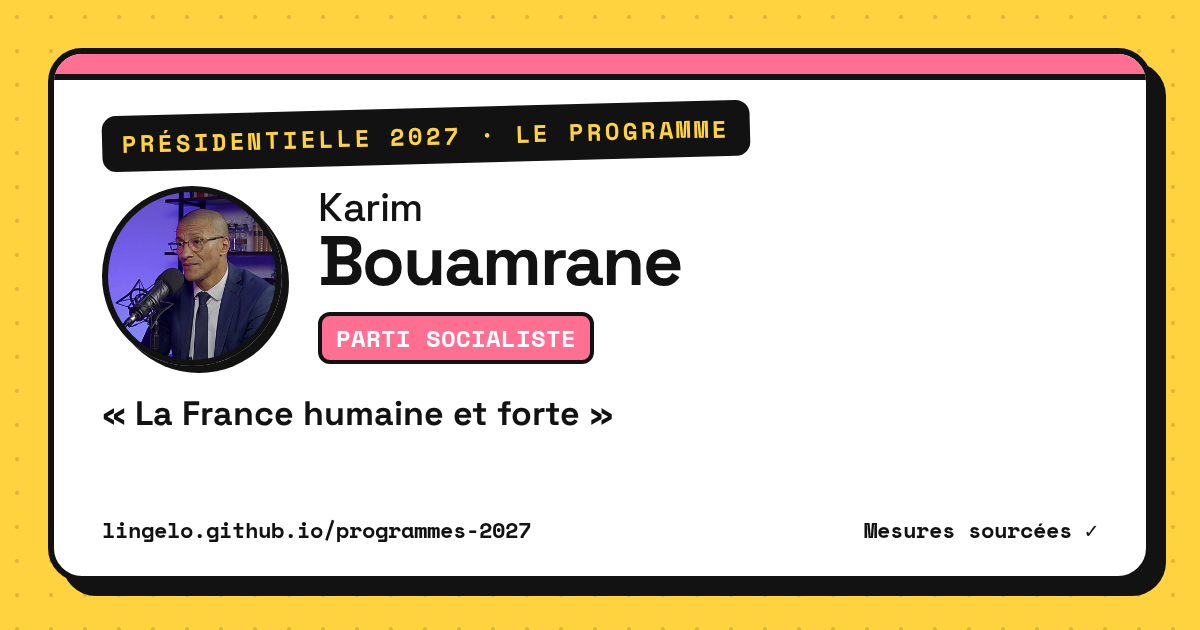 PRÉSIDENTIELLE 2027 · LE PROGRAMME
Karim
Bouamrane
PARTI SOCIALISTE
« La France humaine et forte »
lingelo.github.io/programmes-2027
Mesures sourcées ✓